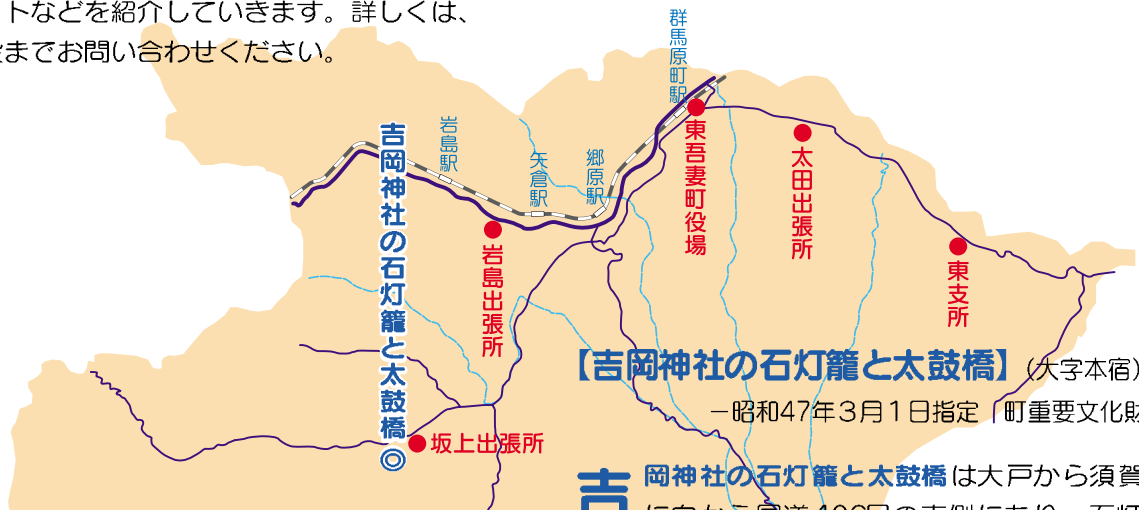 トなどを紹介していきます。詳しくは、
までお問い合わせください。
群馬原町駅
岩島駅
矢倉駅
郷原駅
吉岡神社の石灯籠と太鼓橋
東吾妻町役場
太田出張所
岩島出張所
東支所
坂上出張所
【吉岡神社の石灯籠と太鼓橋】（大字本宿）
－昭和47年３月１日指定 町重要文化財
吉
岡神社の石灯籠と太鼓橋は大戸から須賀